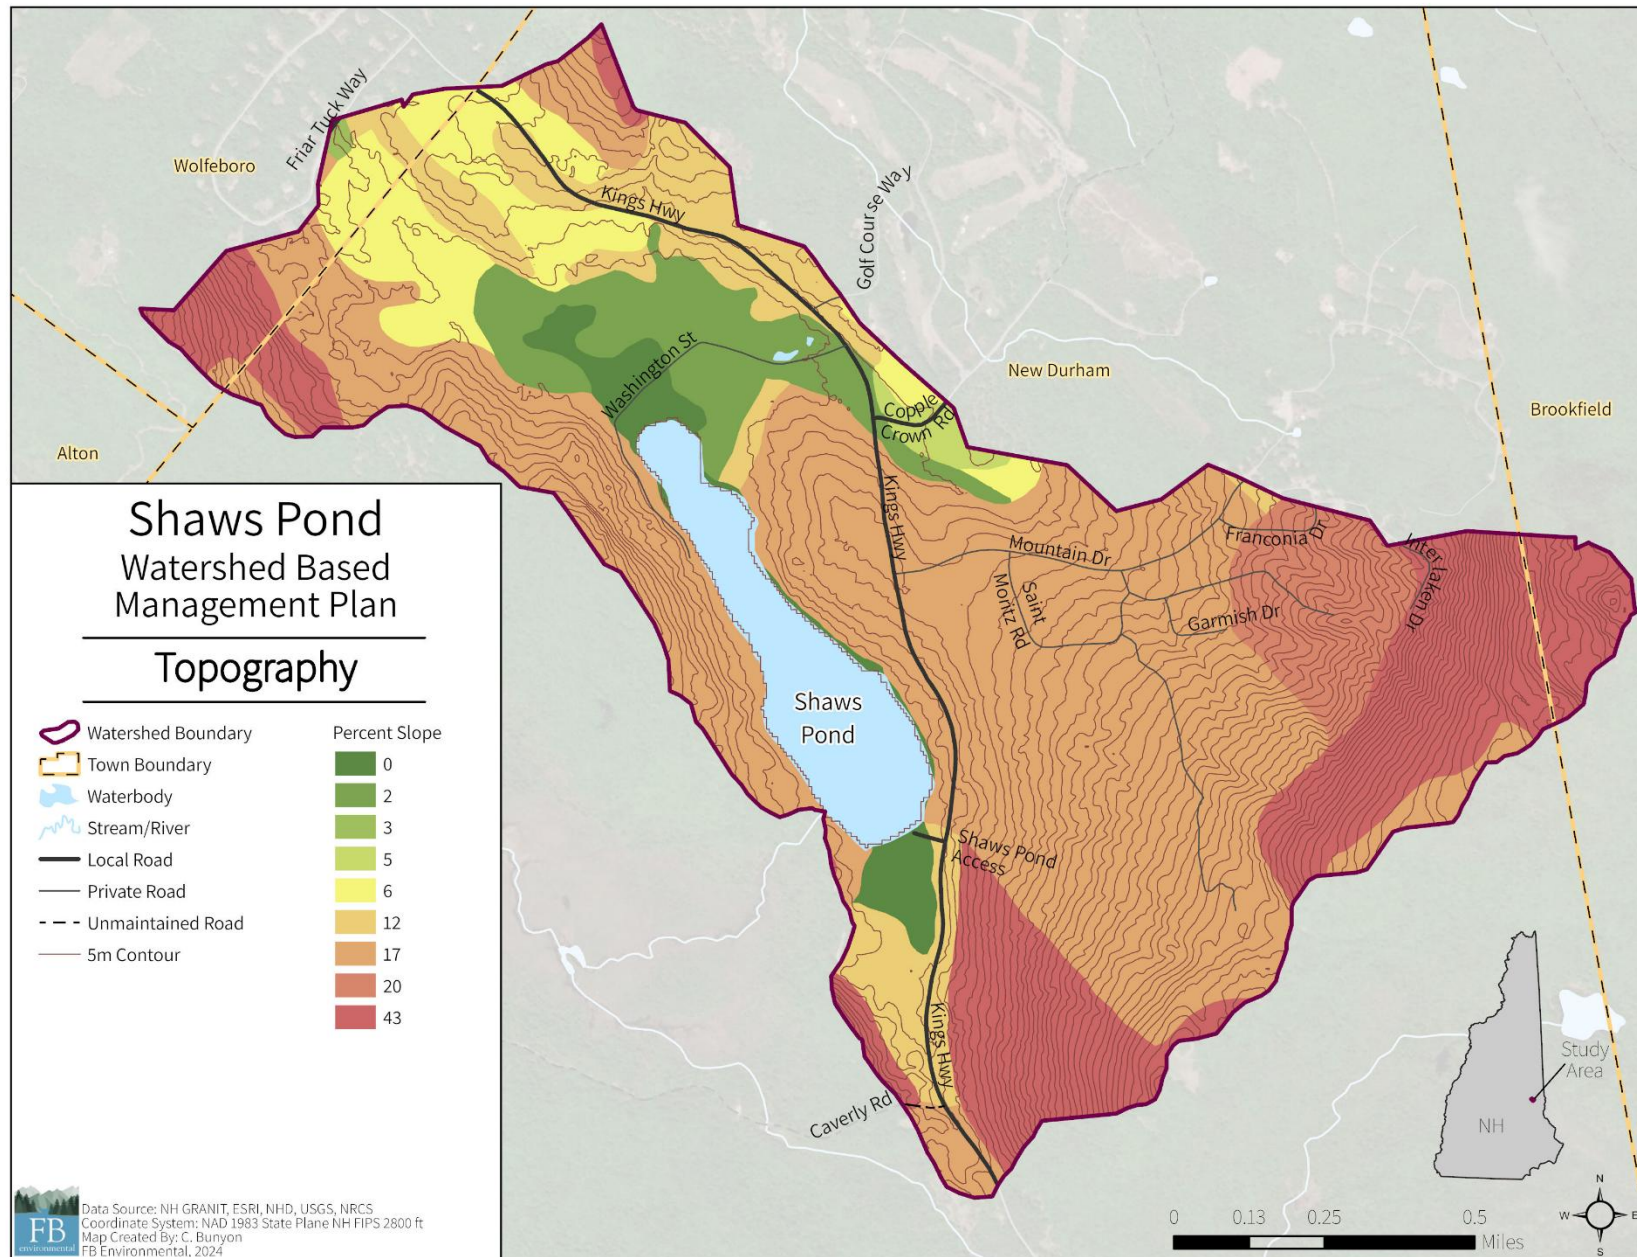 Friar Tuck Way
Wolfeboro
Kings Hwy
Golf Course Way
New Durham
Brookfield
Alton
Washington St
Copple
Crown Rd
Kings Hwy
Mountain Dr
Franconia Dr
Inter laken Dr
Saint
Moritz Rd
Garmish Dr
Shaws
Pond
Shaws Pond
Access
Kings Hwy
Caverly Rd
Shaws Pond
Watershed Based
Management Plan
Topography
Watershed Boundary
Town Boundary
Waterbody
Stream/River
Local Road
Private Road
Unmaintained Road
5m Contour
Percent Slope
0
2
3
5
6
12
17
20
43
FB
environmental
Data Source: NH GRANIT, ESRI, NHD, USGS, NRCS
Coordinate System: NAD 1983 State Plane NH FIPS 2800 ft
Map Created By: C. Bunyon
FB Environmental, 2024
Study
Area
NH
0 0.13 0.25 0.5
Miles
N
W E
S